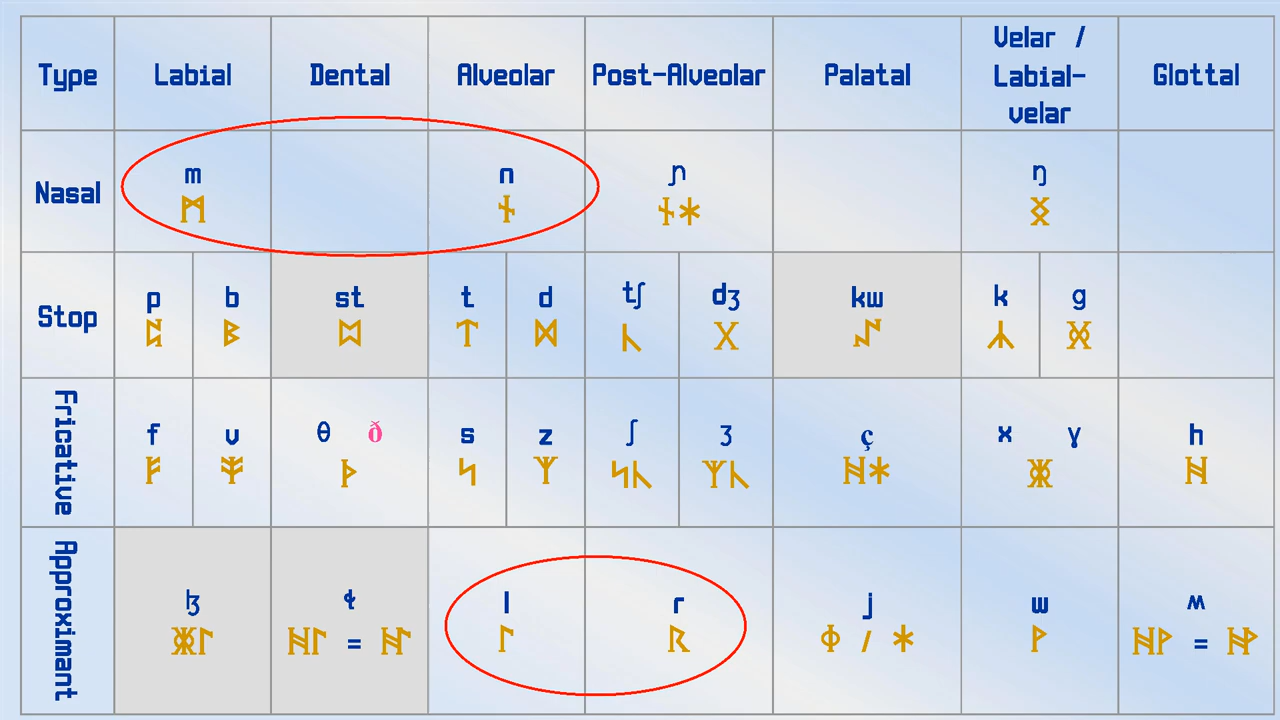 Type Labial Dental Alveolar Post-Alveolar Palatal Velar / Labial-velar Glottal
Nasal m n ɲ ŋ
ᛗ ᚾ ᚾ* ᛝ
Stop p b st t d tʃ dʒ kw k g
ᛈ ᛒ ᛏ ᛞ ᚷ ᛣ
Fricative f v θ ð s z ʃ ʒ ç x ɣ h
ᚠ ᚦ ᛋ ᛉ ᚻ* ᚻ
Approximant ɮ l r j w ʍ
ᛚ ᚱ / * ᚹ ᚻᚹ =